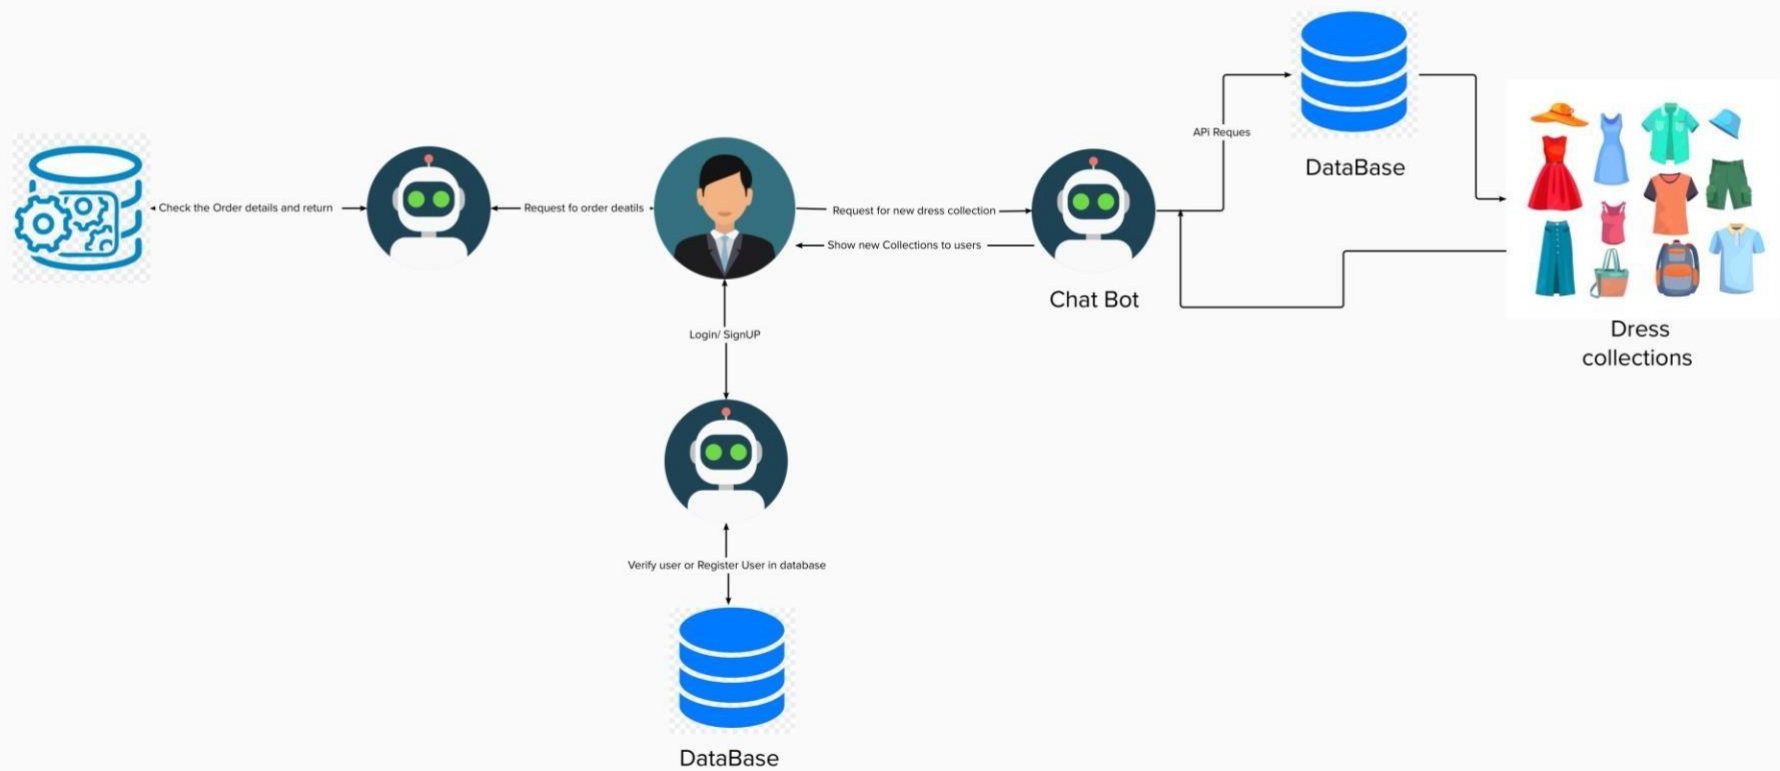 APi Reques
DataBase
Check the Order details and return
Request fo order deatils
Request for new dress collection
Show new Collections to users
Chat Bot
Dress
collections
Login/ SignUP
Verify user or Register User in database
DataBase